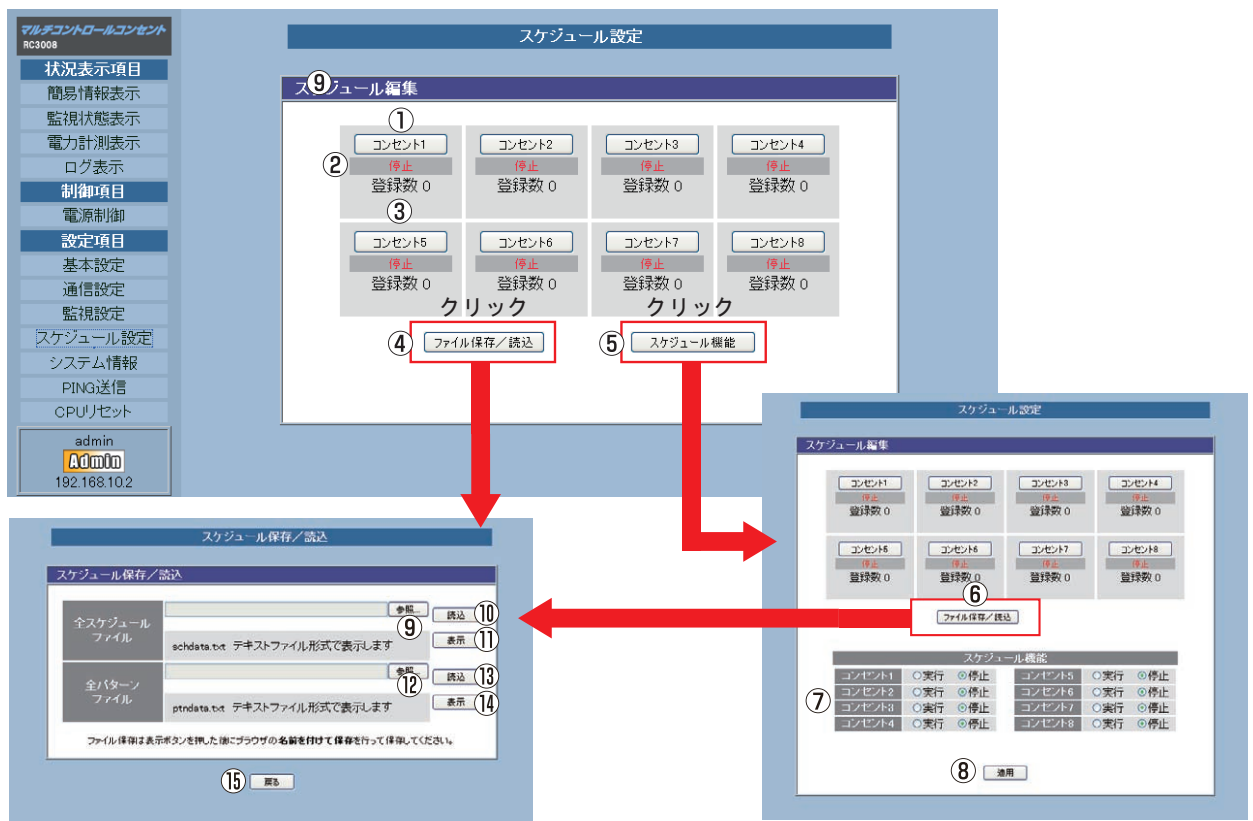 マルチコントロールコンセント
RC3008
状況表示項目
簡易情報表示
監視状態表示
電力計測表示
ログ表示
制御項目
電源制御
設定項目
基本設定
通信設定
監視設定
スケジュール設定
システム情報
PING送信
CPUリセット
admin
Admin
192.168.10.2
スケジュール設定
スケジュール編集
⑨
①
コンセント1 コンセント2 コンセント3 コンセント4
② 停止 停止 停止 停止
登録数 0 登録数 0 登録数 0 登録数 0
③
コンセント5 コンセント6 コンセント7 コンセント8
停止 停止 停止 停止
登録数 0 登録数 0 登録数 0 登録数 0
クリック クリック
④ ファイル保存/読込 ⑤ スケジュール機能
スケジュール保存/読込
スケジュール保存/読込
全スケジュール
ファイル
参照... 読込 ⑩
⑨
schdata.txt テキストファイル形式で表示します 表示 ⑪
全パターン
ファイル
参照... 読込 ⑬
⑫
ptndata.txt テキストファイル形式で表示します 表示 ⑭
ファイル保存は表示ボタンを押した後にブラウザの名前を付けて保存を行って保存してください。
⑮ 戻る
スケジュール設定
スケジュール編集
コンセント1 コンセント2 コンセント3 コンセント4
停止 停止 停止 停止
登録数 0 登録数 0 登録数 0 登録数 0
コンセント5 コンセント6 コンセント7 コンセント8
停止 停止 停止 停止
登録数 0 登録数 0 登録数 0 登録数 0
⑥
ファイル保存/読込
スケジュール機能
コンセント1 実行 停止 コンセント5 実行 停止
コンセント2 実行 停止 コンセント6 実行 停止
⑦ コンセント3 実行 停止 コンセント7 実行 停止
コンセント4 実行 停止 コンセント8 実行 停止
⑧ 適用